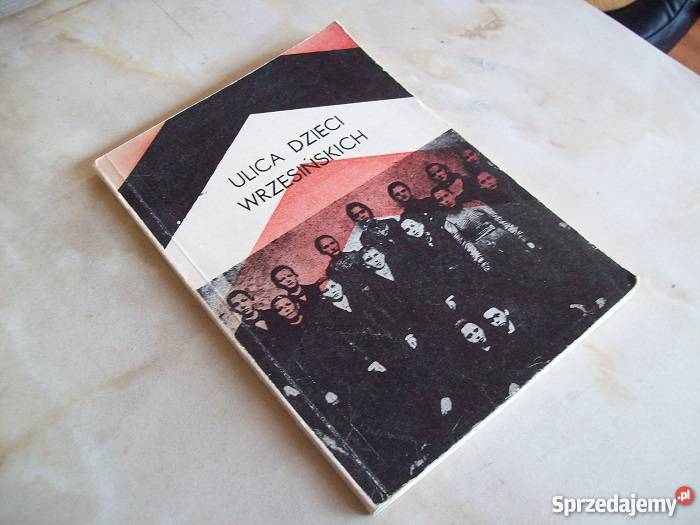 ULICA DZIECI
WRZESIŃSKICH
Sprzedajemy.pl